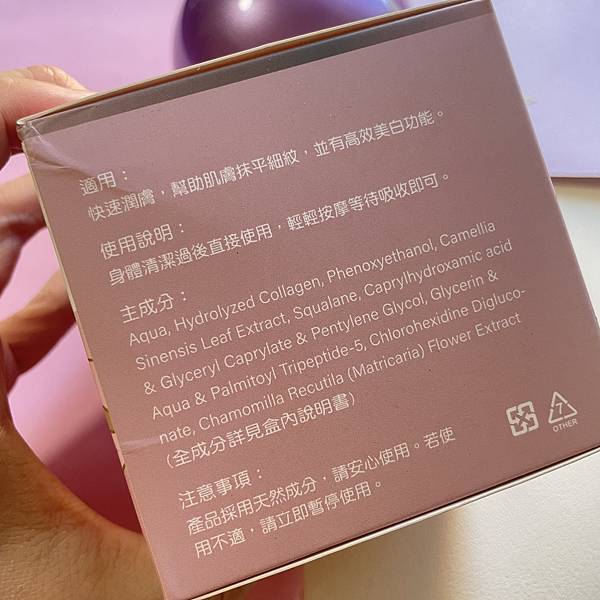 適用：
快速潤膚，幫助肌膚抹平細紋，並有高效美白功能。
使用說明：
身體清潔過後直接使用，輕輕按摩等待吸收即可。
主成分：
Aqua, Hydrolyzed Collagen, Phenoxyethanol, Camellia
Sinensis Leaf Extract, Squalane, Caprylhydroxamic acid
& Glyceryl Caprylate & Pentylene Glycol, Glycerin &
Aqua & Palmitoyl Tripeptide-5, Chlorohexidine Digluco-
nate, Chamomilla Recutila (Matricaria) Flower Extract
(全成分詳見盒內說明書)
注意事項：
產品採用天然成分，請安心使用。若使
用不適，請立即暫停使用。
7
OTHER